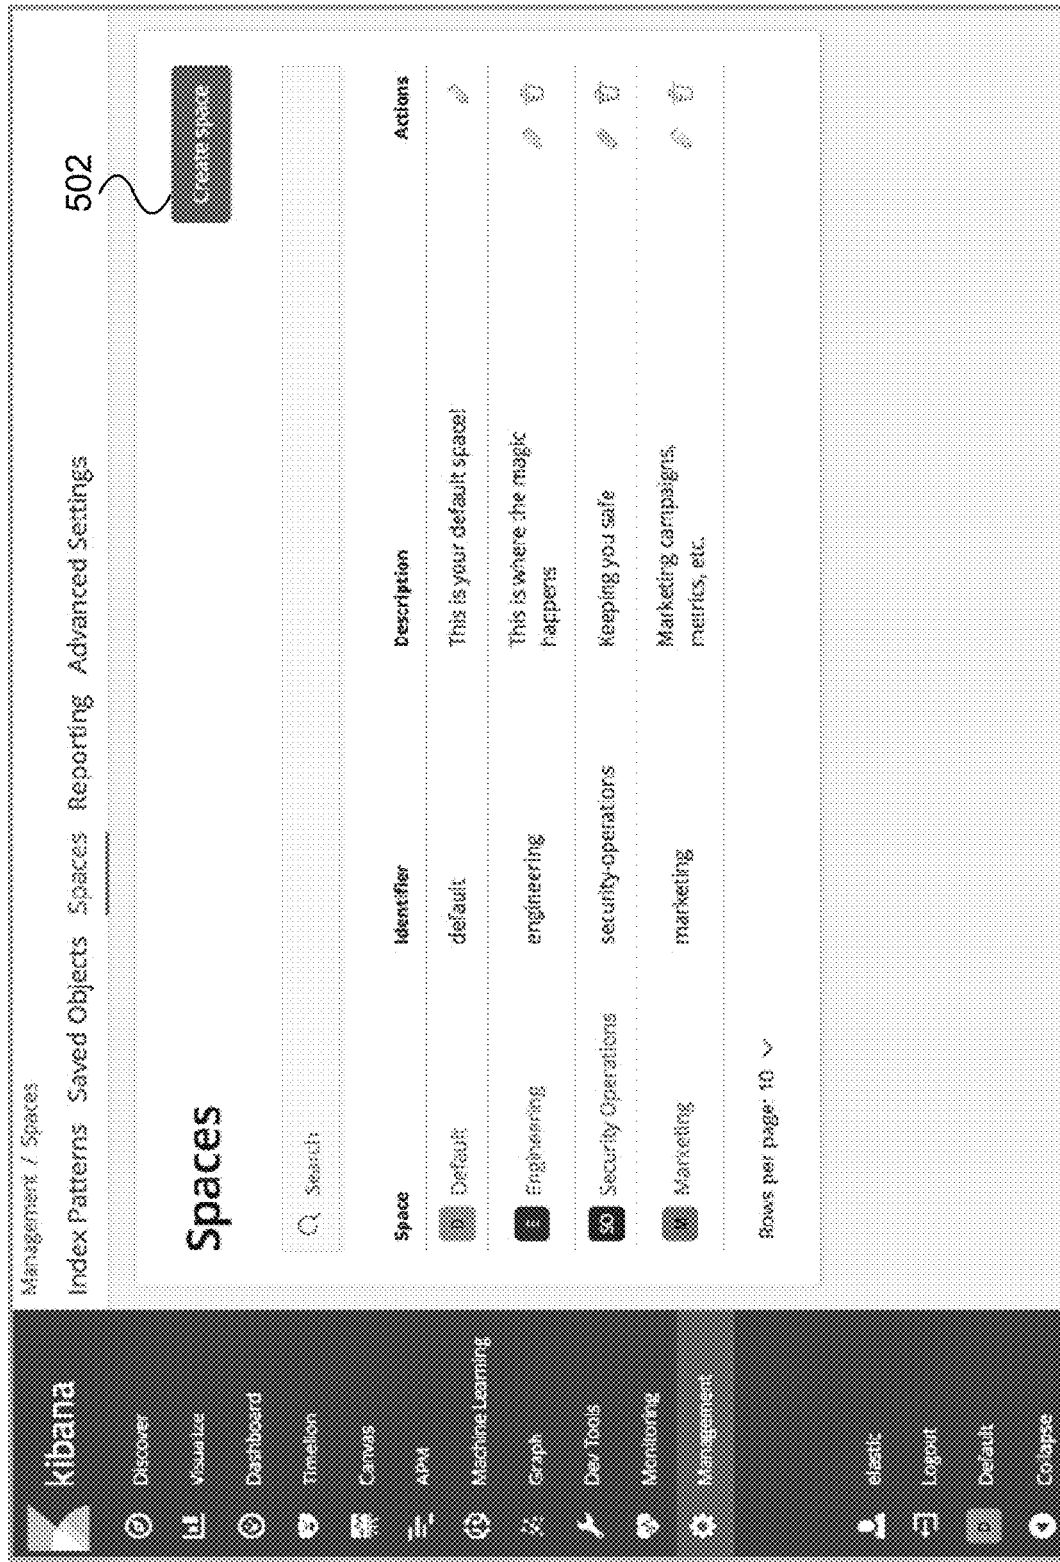 kibana
Discover
Visualize
Dashboard
Timelion
Canvas
APM
Machine Learning
Graph
Dev Tools
Monitoring
Management
elastic
Logout
D Default
Collapse
Management / Spaces
Index Patterns Saved Objects Spaces Reporting Advanced Settings
502
Spaces
Create space
Search
Space Identifier Description Actions
D Default default This is your default space!
E Engineering engineering This is where the magic
happens
SO Security Operations security-operations Keeping you safe
M Marketing marketing Marketing campaigns,
metrics, etc.
Rows per page: 10